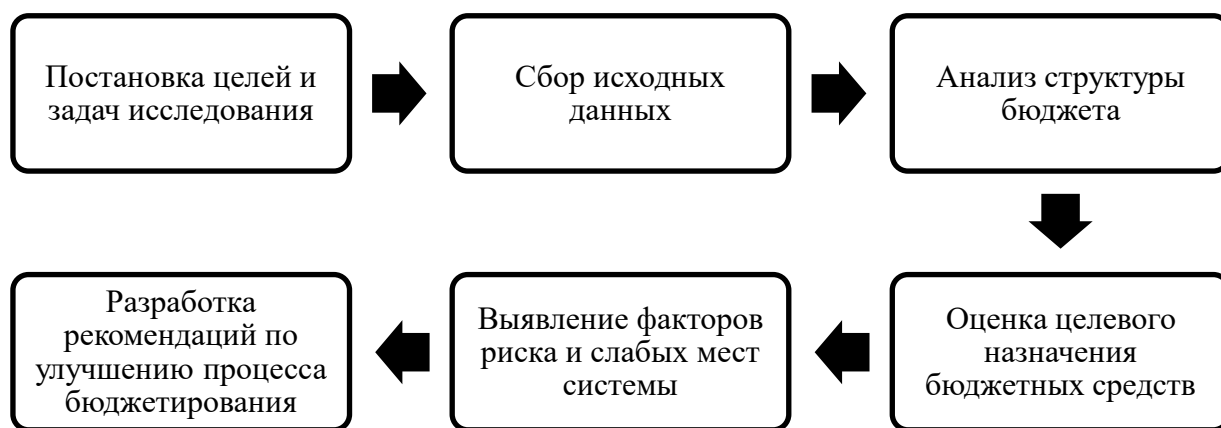 Постановка целей и
задач исследования
Сбор исходных
данных
Анализ структуры
бюджета
Оценка целевого
назначения
бюджетных средств
Выявление факторов
риска и слабых мест
системы
Разработка
рекомендаций по
улучшению процесса
бюджетирования